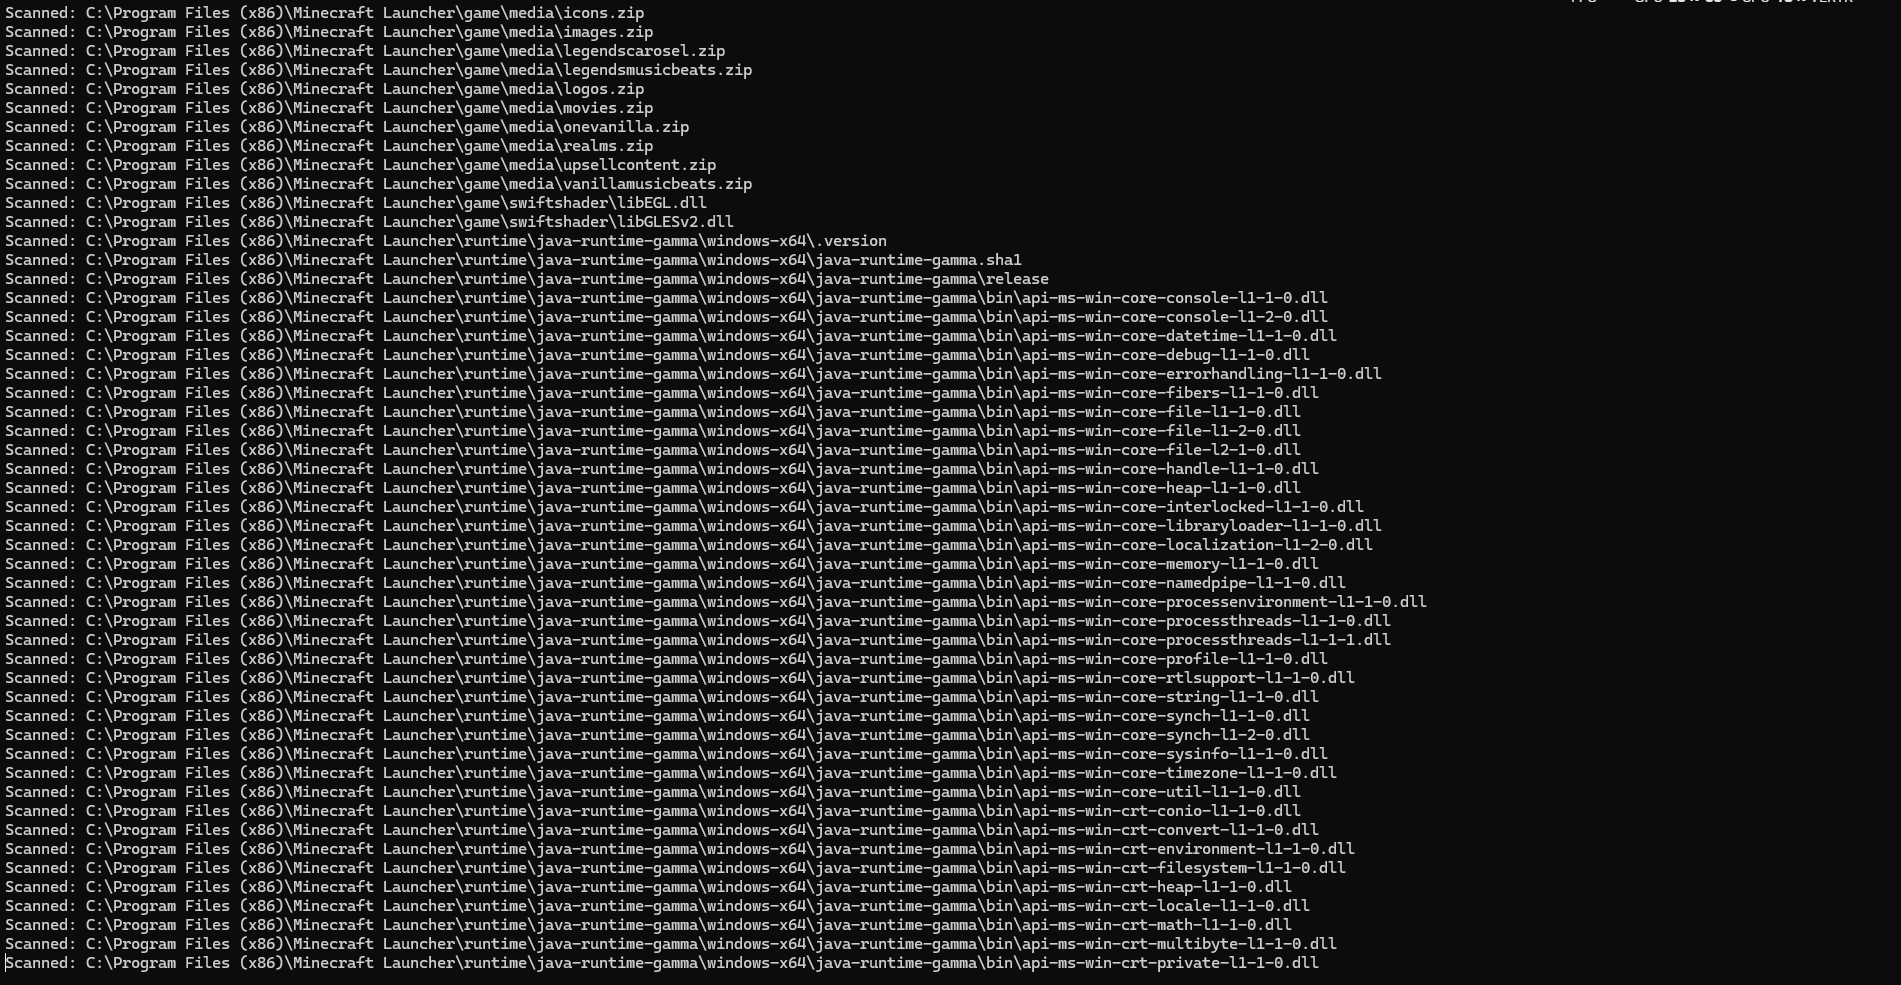 Scanned: C:\Program Files (x86)\Minecraft Launcher\game\media\icons.zip
Scanned: C:\Program Files (x86)\Minecraft Launcher\game\media\images.zip
Scanned: C:\Program Files (x86)\Minecraft Launcher\game\media\legendscarosel.zip
Scanned: C:\Program Files (x86)\Minecraft Launcher\game\media\legendsmusicbeats.zip
Scanned: C:\Program Files (x86)\Minecraft Launcher\game\media\logos.zip
Scanned: C:\Program Files (x86)\Minecraft Launcher\game\media\movies.zip
Scanned: C:\Program Files (x86)\Minecraft Launcher\game\media\onevanilla.zip
Scanned: C:\Program Files (x86)\Minecraft Launcher\game\media\realms.zip
Scanned: C:\Program Files (x86)\Minecraft Launcher\game\media\upsellcontent.zip
Scanned: C:\Program Files (x86)\Minecraft Launcher\game\media\vanillamusicbeats.zip
Scanned: C:\Program Files (x86)\Minecraft Launcher\game\swiftshader\libEGL.dll
Scanned: C:\Program Files (x86)\Minecraft Launcher\game\swiftshader\libGLESv2.dll
Scanned: C:\Program Files (x86)\Minecraft Launcher\runtime\java-runtime-gamma\windows-x64\.version
Scanned: C:\Program Files (x86)\Minecraft Launcher\runtime\java-runtime-gamma\windows-x64\java-runtime-gamma.sha1
Scanned: C:\Program Files (x86)\Minecraft Launcher\runtime\java-runtime-gamma\windows-x64\java-runtime-gamma\release
Scanned: C:\Program Files (x86)\Minecraft Launcher\runtime\java-runtime-gamma\windows-x64\java-runtime-gamma\bin\api-ms-win-core-console-l1-1-0.dll
Scanned: C:\Program Files (x86)\Minecraft Launcher\runtime\java-runtime-gamma\windows-x64\java-runtime-gamma\bin\api-ms-win-core-console-l1-2-0.dll
Scanned: C:\Program Files (x86)\Minecraft Launcher\runtime\java-runtime-gamma\windows-x64\java-runtime-gamma\bin\api-ms-win-core-datetime-l1-1-0.dll
Scanned: C:\Program Files (x86)\Minecraft Launcher\runtime\java-runtime-gamma\windows-x64\java-runtime-gamma\bin\api-ms-win-core-debug-l1-1-0.dll
Scanned: C:\Program Files (x86)\Minecraft Launcher\runtime\java-runtime-gamma\windows-x64\java-runtime-gamma\bin\api-ms-win-core-errorhandling-l1-1-0.dll
Scanned: C:\Program Files (x86)\Minecraft Launcher\runtime\java-runtime-gamma\windows-x64\java-runtime-gamma\bin\api-ms-win-core-fibers-l1-1-0.dll
Scanned: C:\Program Files (x86)\Minecraft Launcher\runtime\java-runtime-gamma\windows-x64\java-runtime-gamma\bin\api-ms-win-core-file-l1-1-0.dll
Scanned: C:\Program Files (x86)\Minecraft Launcher\runtime\java-runtime-gamma\windows-x64\java-runtime-gamma\bin\api-ms-win-core-file-l1-2-0.dll
Scanned: C:\Program Files (x86)\Minecraft Launcher\runtime\java-runtime-gamma\windows-x64\java-runtime-gamma\bin\api-ms-win-core-file-l2-1-0.dll
Scanned: C:\Program Files (x86)\Minecraft Launcher\runtime\java-runtime-gamma\windows-x64\java-runtime-gamma\bin\api-ms-win-core-handle-l1-1-0.dll
Scanned: C:\Program Files (x86)\Minecraft Launcher\runtime\java-runtime-gamma\windows-x64\java-runtime-gamma\bin\api-ms-win-core-heap-l1-1-0.dll
Scanned: C:\Program Files (x86)\Minecraft Launcher\runtime\java-runtime-gamma\windows-x64\java-runtime-gamma\bin\api-ms-win-core-interlocked-l1-1-0.dll
Scanned: C:\Program Files (x86)\Minecraft Launcher\runtime\java-runtime-gamma\windows-x64\java-runtime-gamma\bin\api-ms-win-core-libraryloader-l1-1-0.dll
Scanned: C:\Program Files (x86)\Minecraft Launcher\runtime\java-runtime-gamma\windows-x64\java-runtime-gamma\bin\api-ms-win-core-localization-l1-2-0.dll
Scanned: C:\Program Files (x86)\Minecraft Launcher\runtime\java-runtime-gamma\windows-x64\java-runtime-gamma\bin\api-ms-win-core-memory-l1-1-0.dll
Scanned: C:\Program Files (x86)\Minecraft Launcher\runtime\java-runtime-gamma\windows-x64\java-runtime-gamma\bin\api-ms-win-core-namedpipe-l1-1-0.dll
Scanned: C:\Program Files (x86)\Minecraft Launcher\runtime\java-runtime-gamma\windows-x64\java-runtime-gamma\bin\api-ms-win-core-processenvironment-l1-1-0.dll
Scanned: C:\Program Files (x86)\Minecraft Launcher\runtime\java-runtime-gamma\windows-x64\java-runtime-gamma\bin\api-ms-win-core-processthreads-l1-1-0.dll
Scanned: C:\Program Files (x86)\Minecraft Launcher\runtime\java-runtime-gamma\windows-x64\java-runtime-gamma\bin\api-ms-win-core-processthreads-l1-1-1.dll
Scanned: C:\Program Files (x86)\Minecraft Launcher\runtime\java-runtime-gamma\windows-x64\java-runtime-gamma\bin\api-ms-win-core-profile-l1-1-0.dll
Scanned: C:\Program Files (x86)\Minecraft Launcher\runtime\java-runtime-gamma\windows-x64\java-runtime-gamma\bin\api-ms-win-core-rtlsupport-l1-1-0.dll
Scanned: C:\Program Files (x86)\Minecraft Launcher\runtime\java-runtime-gamma\windows-x64\java-runtime-gamma\bin\api-ms-win-core-string-l1-1-0.dll
Scanned: C:\Program Files (x86)\Minecraft Launcher\runtime\java-runtime-gamma\windows-x64\java-runtime-gamma\bin\api-ms-win-core-synch-l1-1-0.dll
Scanned: C:\Program Files (x86)\Minecraft Launcher\runtime\java-runtime-gamma\windows-x64\java-runtime-gamma\bin\api-ms-win-core-synch-l1-2-0.dll
Scanned: C:\Program Files (x86)\Minecraft Launcher\runtime\java-runtime-gamma\windows-x64\java-runtime-gamma\bin\api-ms-win-core-sysinfo-l1-1-0.dll
Scanned: C:\Program Files (x86)\Minecraft Launcher\runtime\java-runtime-gamma\windows-x64\java-runtime-gamma\bin\api-ms-win-core-timezone-l1-1-0.dll
Scanned: C:\Program Files (x86)\Minecraft Launcher\runtime\java-runtime-gamma\windows-x64\java-runtime-gamma\bin\api-ms-win-core-util-l1-1-0.dll
Scanned: C:\Program Files (x86)\Minecraft Launcher\runtime\java-runtime-gamma\windows-x64\java-runtime-gamma\bin\api-ms-win-crt-conio-l1-1-0.dll
Scanned: C:\Program Files (x86)\Minecraft Launcher\runtime\java-runtime-gamma\windows-x64\java-runtime-gamma\bin\api-ms-win-crt-convert-l1-1-0.dll
Scanned: C:\Program Files (x86)\Minecraft Launcher\runtime\java-runtime-gamma\windows-x64\java-runtime-gamma\bin\api-ms-win-crt-environment-l1-1-0.dll
Scanned: C:\Program Files (x86)\Minecraft Launcher\runtime\java-runtime-gamma\windows-x64\java-runtime-gamma\bin\api-ms-win-crt-filesystem-l1-1-0.dll
Scanned: C:\Program Files (x86)\Minecraft Launcher\runtime\java-runtime-gamma\windows-x64\java-runtime-gamma\bin\api-ms-win-crt-heap-l1-1-0.dll
Scanned: C:\Program Files (x86)\Minecraft Launcher\runtime\java-runtime-gamma\windows-x64\java-runtime-gamma\bin\api-ms-win-crt-locale-l1-1-0.dll
Scanned: C:\Program Files (x86)\Minecraft Launcher\runtime\java-runtime-gamma\windows-x64\java-runtime-gamma\bin\api-ms-win-crt-math-l1-1-0.dll
Scanned: C:\Program Files (x86)\Minecraft Launcher\runtime\java-runtime-gamma\windows-x64\java-runtime-gamma\bin\api-ms-win-crt-multibyte-l1-1-0.dll
Scanned: C:\Program Files (x86)\Minecraft Launcher\runtime\java-runtime-gamma\windows-x64\java-runtime-gamma\bin\api-ms-win-crt-private-l1-1-0.dll